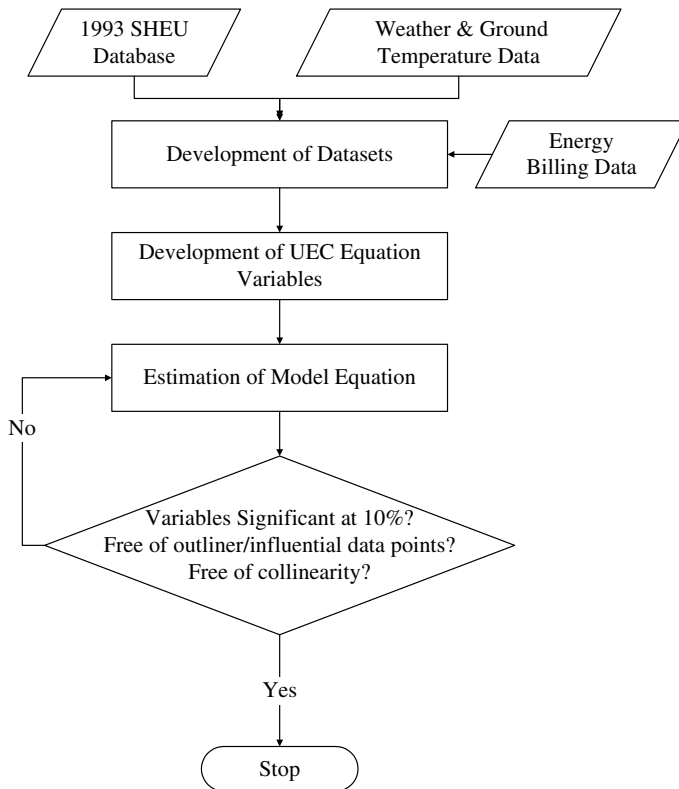 1993 SHEU
Database
Weather & Ground
Temperature Data
Development of Datasets
Energy
Billing Data
Development of UEC Equation
Variables
Estimation of Model Equation
No
Variables Significant at 10%?
Free of outliner/influential data points?
Free of collinearity?
Yes
Stop